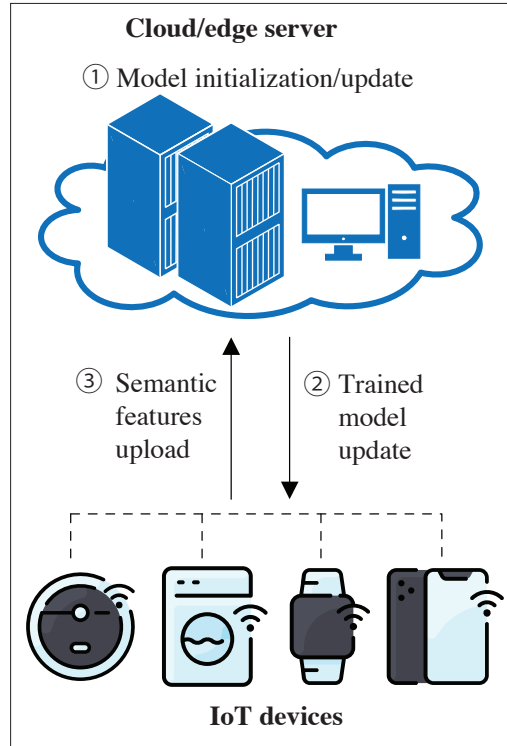 Cloud/edge server
① Model initialization/update
③ Semantic
features
upload
② Trained
model
update
IoT devices